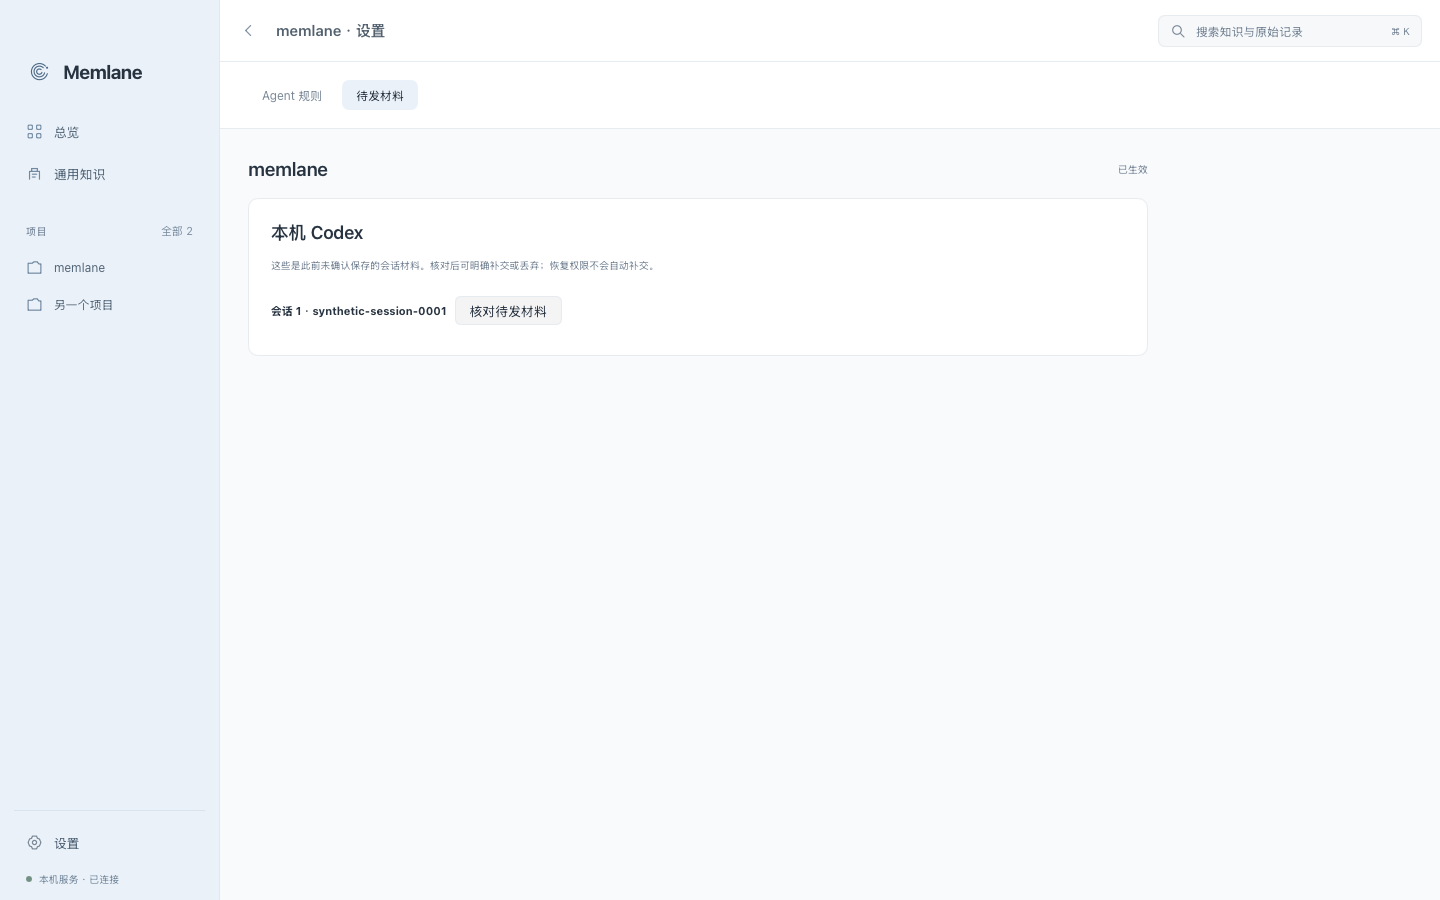 memlane · 设置
搜索知识与原始记录 ⌘ K
Memlane
总览
通用知识
项目 全部 2
memlane
另一个项目
设置
本机服务 · 已连接
Agent 规则 待发材料
memlane 已生效
本机 Codex
这些是此前未确认保存的会话材料。核对后可明确补交或丢弃；恢复权限不会自动补交。
会话 1 · synthetic-session-0001 核对待发材料